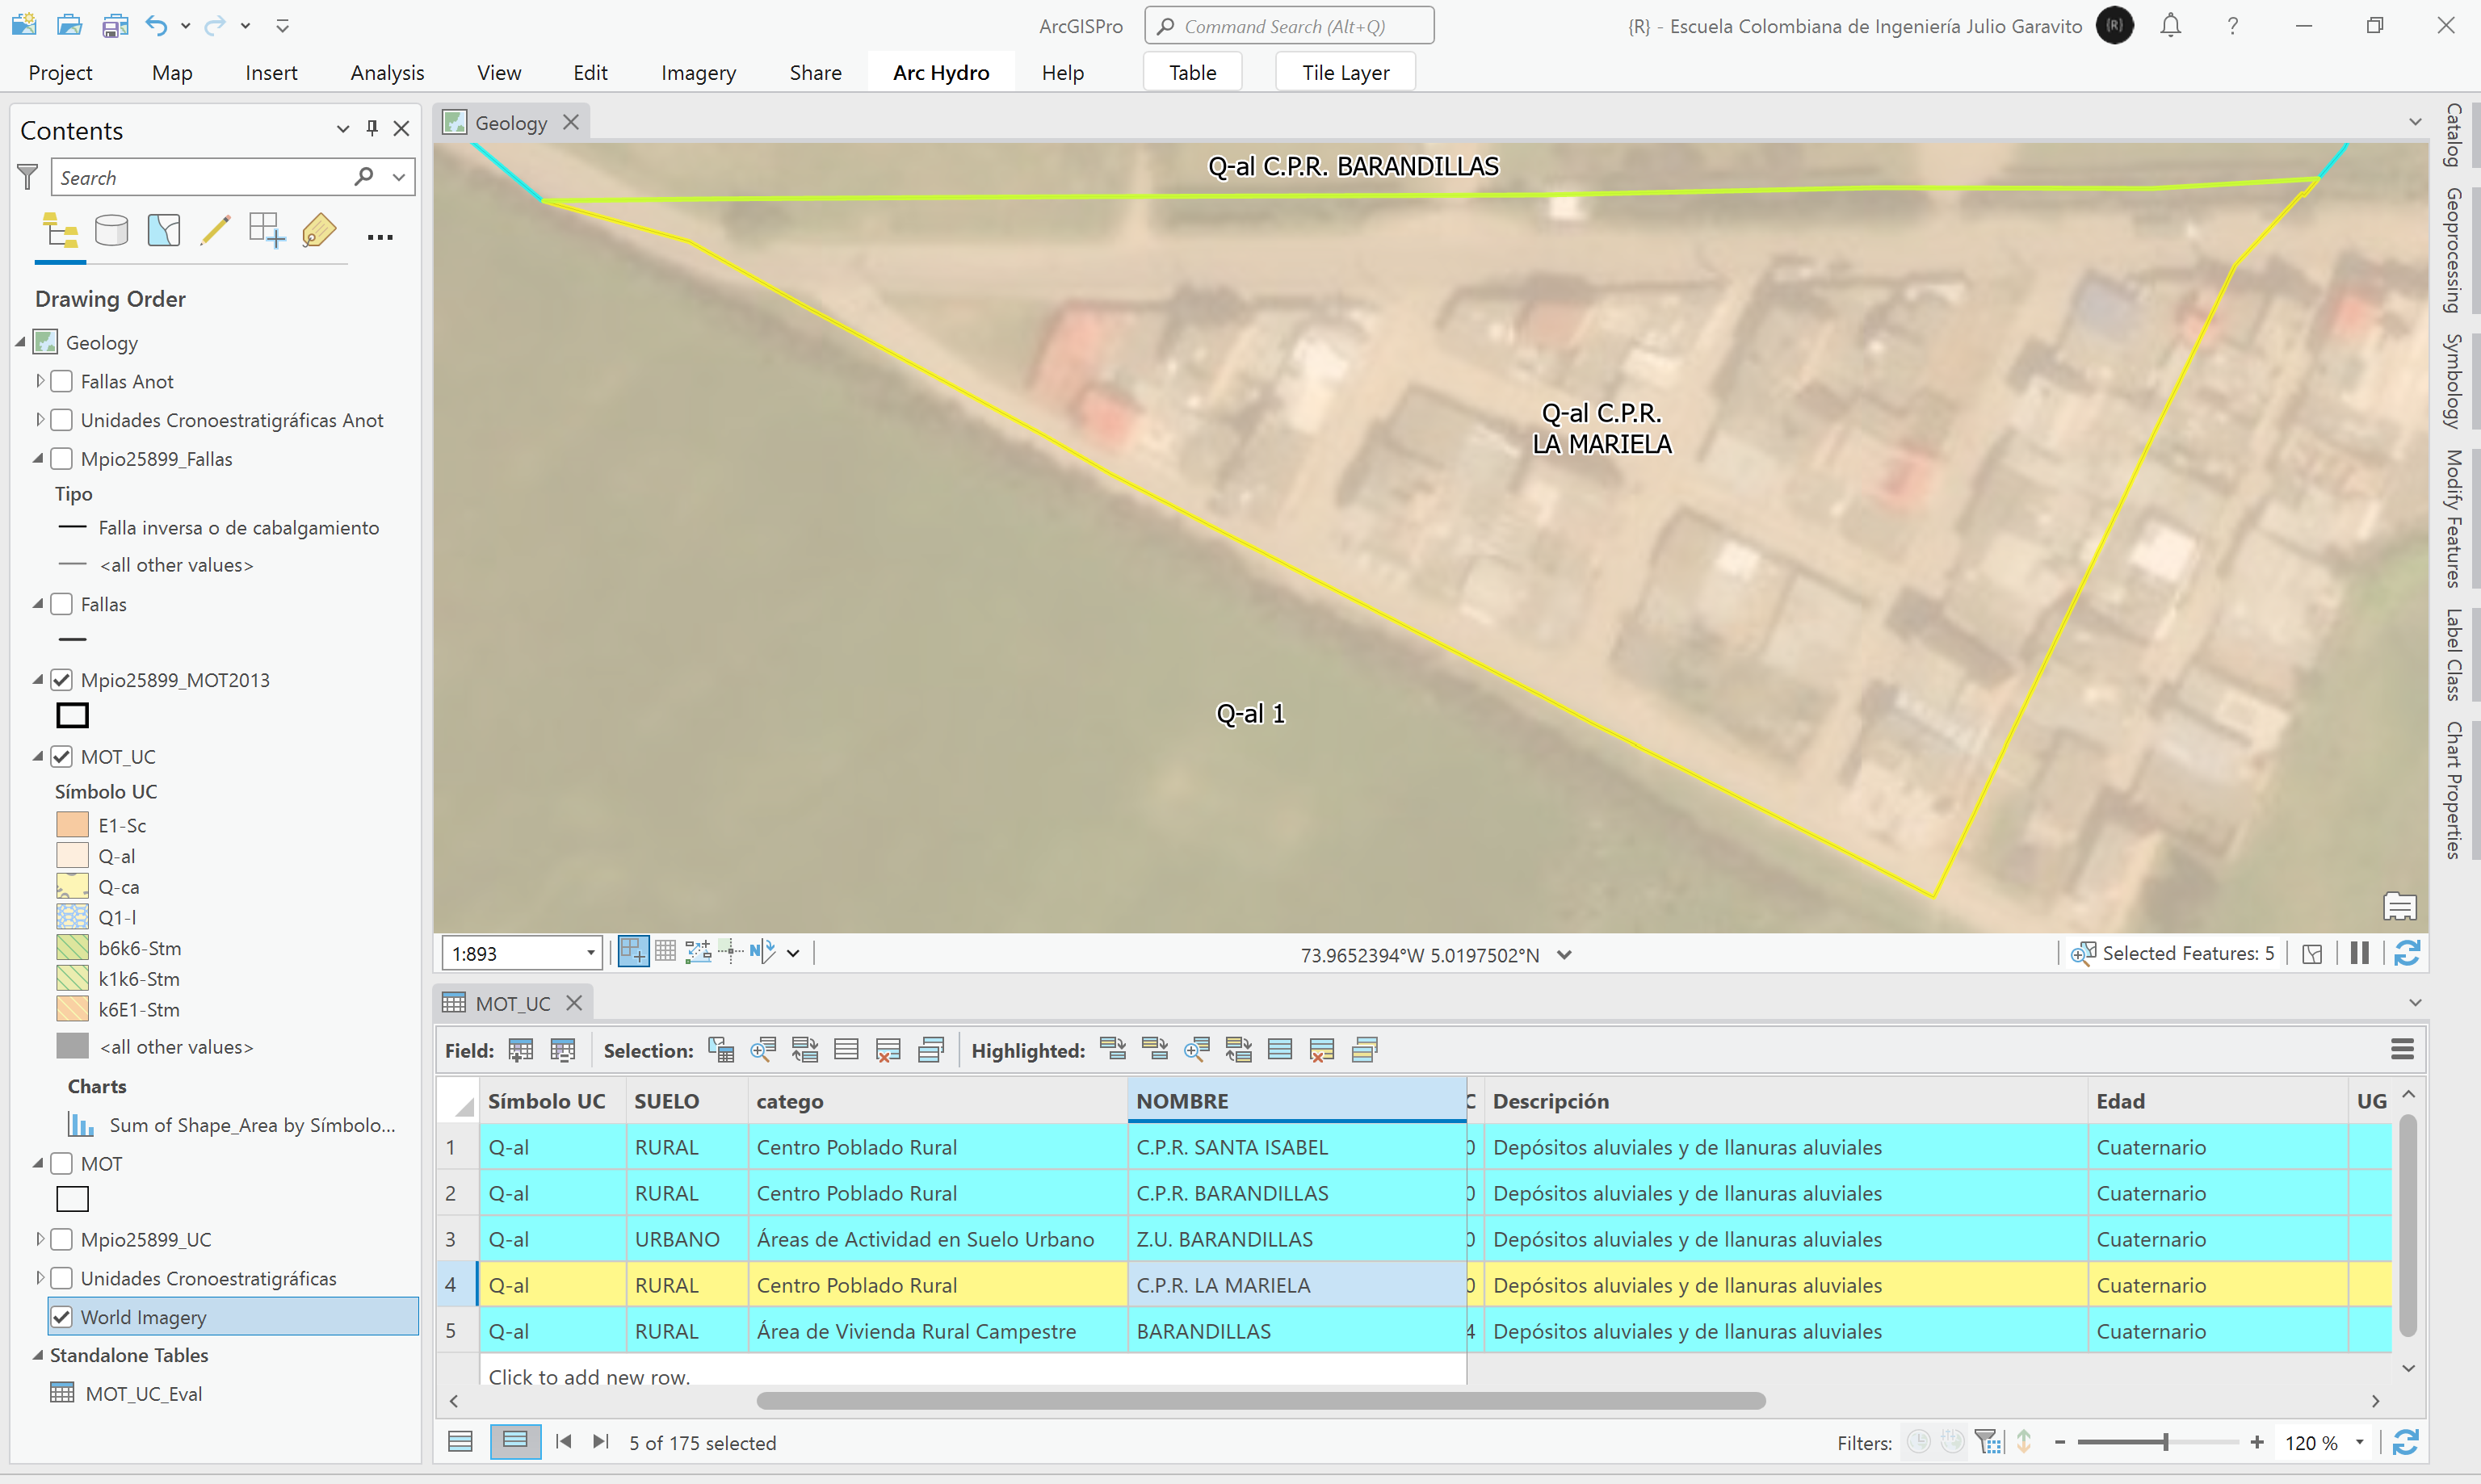 ArcGISPro
Command Search (Alt+Q)
{R} - Escuela Colombiana de Ingeniería Julio Garavito
{R}
?
Project
Map
Insert
Analysis
View
Edit
Imagery
Share
Arc Hydro
Help
Table
Tile Layer
Contents
Search
Drawing Order
Geology
Fallas Anot
Unidades Cronoestratigráficas Anot
Mpio25899_Fallas
Tipo
Falla inversa o de cabalgamiento
<all other values>
Fallas
Mpio25899_MOT2013
MOT_UC
Símbolo UC
E1-Sc
Q-al
Q-ca
Q1-l
b6k6-Stm
k1k6-Stm
k6E1-Stm
<all other values>
Charts
Sum of Shape_Area by Símbolo...
MOT
Mpio25899_UC
Unidades Cronoestratigráficas
World Imagery
Standalone Tables
MOT_UC_Eval
Geology
Q-al C.P.R. BARANDILLAS
Q-al C.P.R.
LA MARIELA
Q-al 1
1:893
N
73.9652394°W 5.0197502°N
Selected Features: 5
Catalog
Geoprocessing
Symbology
Modify Features
Label Class
Chart Properties
MOT_UC
Field:
Selection:
Highlighted:
Símbolo UC SUELO catego NOMBRE C Descripción Edad UG
1 Q-al RURAL Centro Poblado Rural C.P.R. SANTA ISABEL 0 Depósitos aluviales y de llanuras aluviales Cuaternario
2 Q-al RURAL Centro Poblado Rural C.P.R. BARANDILLAS 0 Depósitos aluviales y de llanuras aluviales Cuaternario
3 Q-al URBANO Áreas de Actividad en Suelo Urbano Z.U. BARANDILLAS 0 Depósitos aluviales y de llanuras aluviales Cuaternario
4 Q-al RURAL Centro Poblado Rural C.P.R. LA MARIELA 0 Depósitos aluviales y de llanuras aluviales Cuaternario
5 Q-al RURAL Área de Vivienda Rural Campestre BARANDILLAS 4 Depósitos aluviales y de llanuras aluviales Cuaternario
Click to add new row.
5 of 175 selected
Filters:
120 %